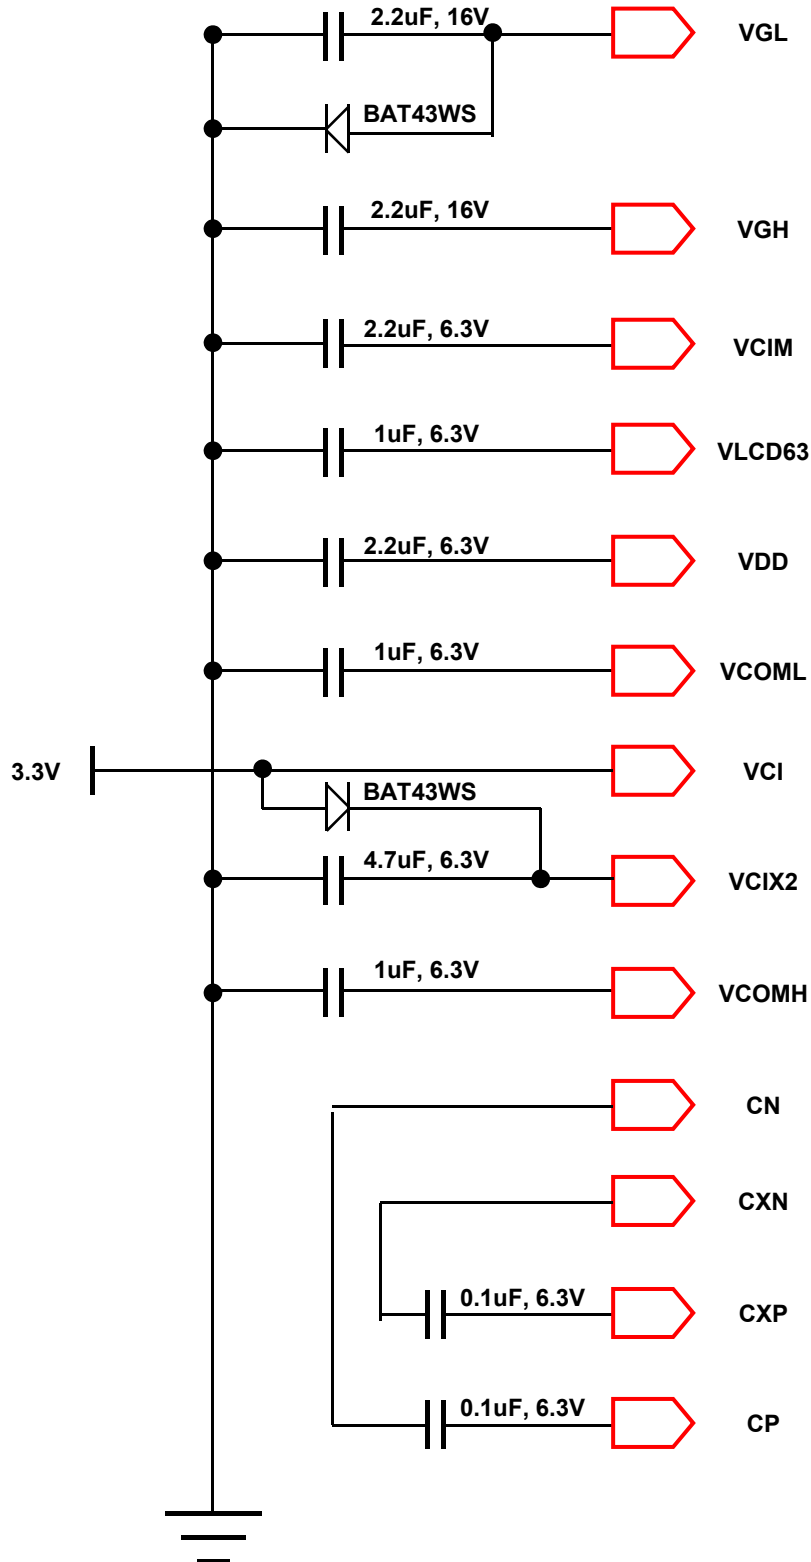 2.2uF, 16V
VGL
BAT43WS
2.2uF, 16V
VGH
2.2uF, 6.3V
VCIM
1uF, 6.3V
VLCD63
2.2uF, 6.3V
VDD
1uF, 6.3V
VCOML
3.3V
VCI
BAT43WS
4.7uF, 6.3V
VCIX2
1uF, 6.3V
VCOMH
CN
CXN
0.1uF, 6.3V
CXP
0.1uF, 6.3V
CP